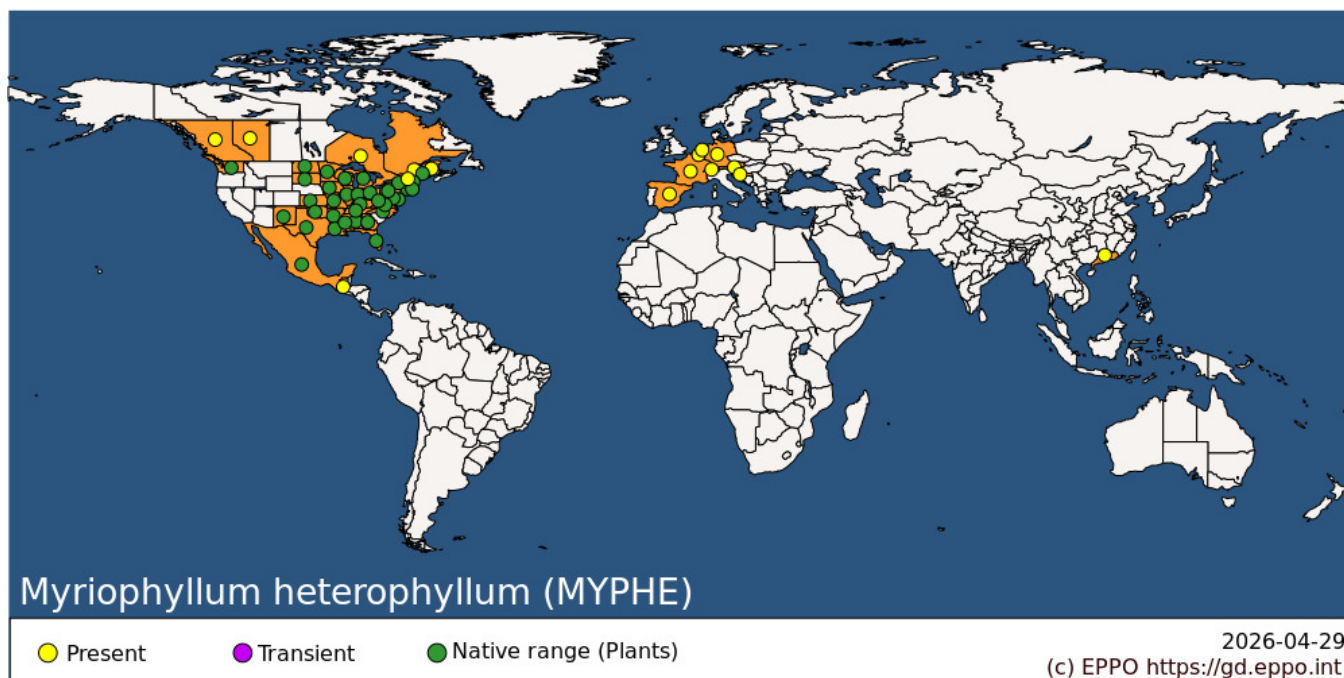 Myriophyllum heterophyllum (MYPHE)
Present
Transient
Native range (Plants)
2026-04-29
(c) EPPO https://gd.eppo.int